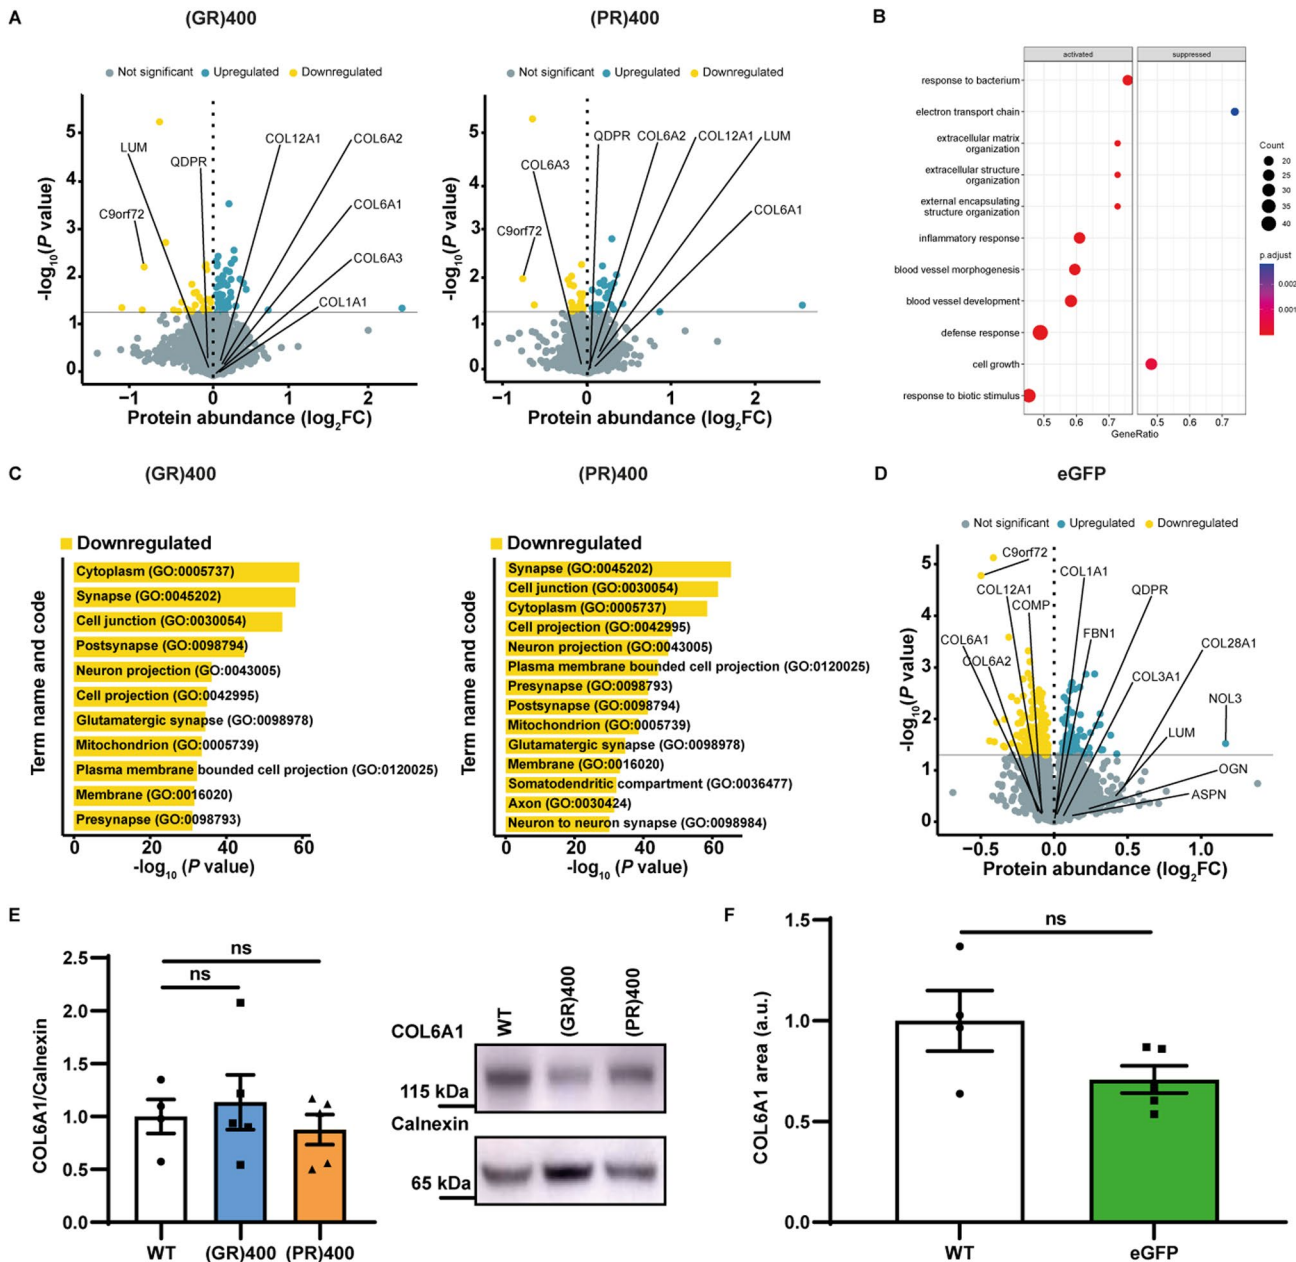 A
(GR)400
(PR)400
Not significant
Upregulated
Downregulated
Not significant
Upregulated
Downregulated
-log10(P value)
5
4
3
2
1
0
−1
0
1
2
Protein abundance (log2FC)
LUM
QDPR
COL12A1
COL6A2
C9orf72
COL6A1
COL6A3
COL1A1
-log10(P value)
5
4
3
2
1
0
−1
0
1
2
Protein abundance (log2FC)
QDPR
COL6A2
COL12A1
LUM
COL6A3
C9orf72
COL6A1
B
activated
suppressed
response to bacterium
electron transport chain
extracellular matrix
organization
extracellular structure
organization
external encapsulating
structure organization
inflammatory response
blood vessel morphogenesis
blood vessel development
defense response
cell growth
response to biotic stimulus
0.5
0.6
0.7
0.5
0.6
0.7
GeneRatio
Count
20
25
30
35
40
p.adjust
0.002
0.001
C
(GR)400
Downregulated
Term name and code
Cytoplasm (GO:0005737)
Synapse (GO:0045202)
Cell junction (GO:0030054)
Postsynapse (GO:0098794)
Neuron projection (GO:0043005)
Cell projection (GO:0042995)
Glutamatergic synapse (GO:0098978)
Mitochondrion (GO:0005739)
Plasma membrane bounded cell projection (GO:0120025)
Membrane (GO:0016020)
Presynapse (GO:0098793)
0
20
40
60
-log10 (P value)
(PR)400
Downregulated
Term name and code
Synapse (GO:0045202)
Cell junction (GO:0030054)
Cytoplasm (GO:0005737)
Cell projection (GO:0042995)
Neuron projection (GO:0043005)
Plasma membrane bounded cell projection (GO:0120025)
Presynapse (GO:0098793)
Postsynapse (GO:0098794)
Mitochondrion (GO:0005739)
Glutamatergic synapse (GO:0098978)
Membrane (GO:0016020)
Somatodendritic compartment (GO:0036477)
Axon (GO:0030424)
Neuron to neuron synapse (GO:0098984)
0
20
40
60
-log10 (P value)
D
eGFP
Not significant
Upregulated
Downregulated
-log10(P value)
5
4
3
2
1
0
−0.5
0.0
0.5
1.0
Protein abundance (log2FC)
C9orf72
COL1A1
COL12A1
QDPR
COMP
COL6A1
FBN1
COL28A1
COL6A2
COL3A1
NOL3
LUM
OGN
ASPN
E
COL6A1/Calnexin
2.5
2.0
1.5
1.0
0.5
0.0
ns
ns
WT
(GR)400
(PR)400
WT
(GR)400
(PR)400
COL6A1
115 kDa
Calnexin
65 kDa
F
COL6A1 area (a.u.)
1.5
1.0
0.5
0.0
ns
WT
eGFP